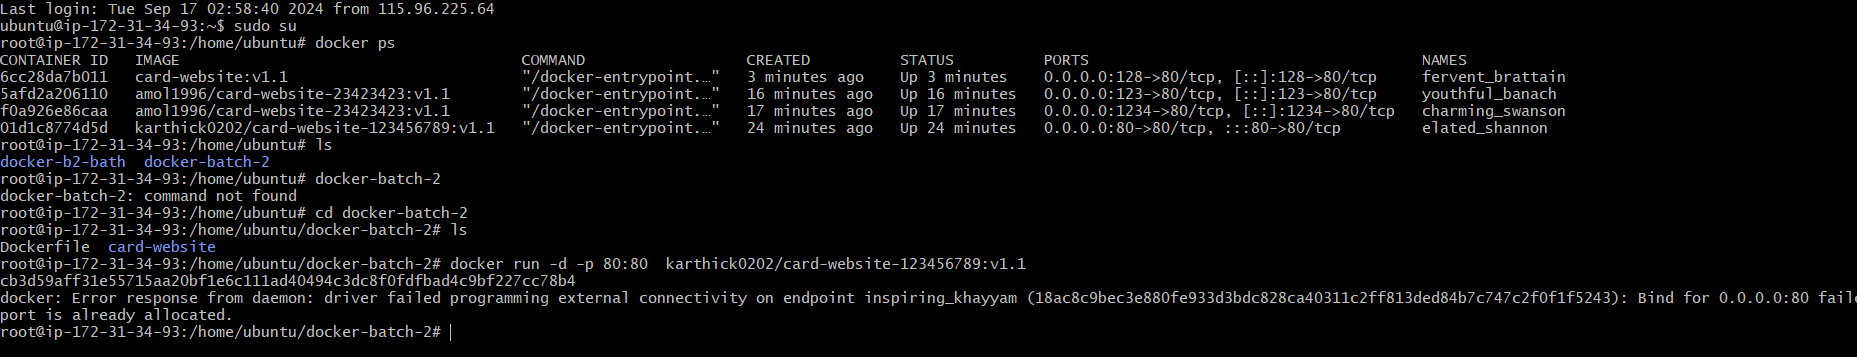 Last login: Tue Sep 17 02:58:40 2024 from 115.96.225.64
ubuntu@ip-172-31-34-93:~$ sudo su
root@ip-172-31-34-93:/home/ubuntu# docker ps
CONTAINER ID   IMAGE                                      COMMAND                  CREATED          STATUS          PORTS                                     NAMES
6cc28da7b011   card-website:v1.1                          "/docker-entrypoint.…"   3 minutes ago    Up 3 minutes    0.0.0.0:128->80/tcp, [::]:128->80/tcp     fervent_brattain
5afd2a206110   amol1996/card-website-23423423:v1.1        "/docker-entrypoint.…"   16 minutes ago   Up 16 minutes   0.0.0.0:123->80/tcp, [::]:123->80/tcp     youthful_banach
f0a926e86caa   amol1996/card-website-23423423:v1.1        "/docker-entrypoint.…"   17 minutes ago   Up 17 minutes   0.0.0.0:1234->80/tcp, [::]:1234->80/tcp   charming_swanson
01d1c8774d5d   karthick0202/card-website-123456789:v1.1   "/docker-entrypoint.…"   24 minutes ago   Up 24 minutes   0.0.0.0:80->80/tcp, :::80->80/tcp         elated_shannon
root@ip-172-31-34-93:/home/ubuntu# ls
docker-b2-bath  docker-batch-2
root@ip-172-31-34-93:/home/ubuntu# docker-batch-2
docker-batch-2: command not found
root@ip-172-31-34-93:/home/ubuntu# cd docker-batch-2
root@ip-172-31-34-93:/home/ubuntu/docker-batch-2# ls
Dockerfile  card-website
root@ip-172-31-34-93:/home/ubuntu/docker-batch-2# docker run -d -p 80:80  karthick0202/card-website-123456789:v1.1
cb3d59aff31e55715aa20bf1e6c111ad40494c3dc8f0fdfbad4c9bf227cc78b4
docker: Error response from daemon: driver failed programming external connectivity on endpoint inspiring_khayyam (18ac8c9bec3e880fe933d3bdc828ca40311c2ff813ded84b7c747c2f0f1f5243): Bind for 0.0.0.0:80 faile
port is already allocated.
root@ip-172-31-34-93:/home/ubuntu/docker-batch-2#